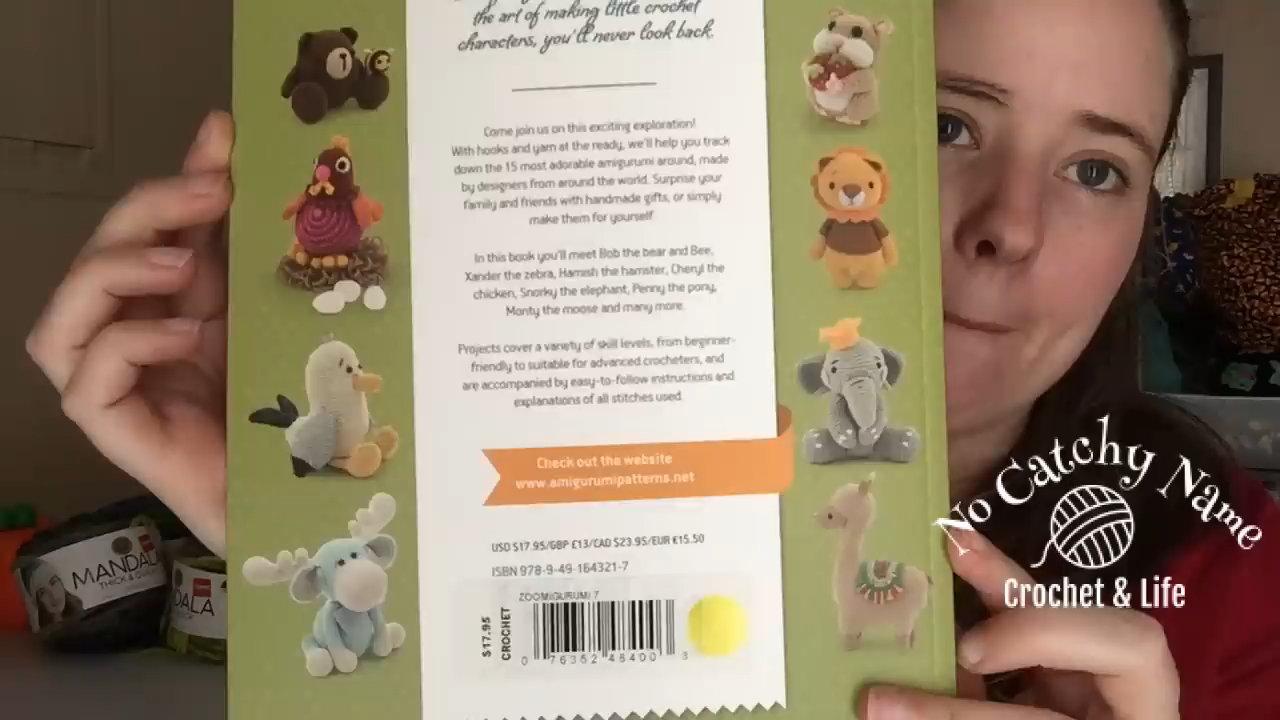 the art of making little crochet
characters, you'll never look back.
Come join us on this exciting exploration!
With hooks and yarn at the ready, we'll help you track
down the 15 most adorable amigurumi around, made
by designers from around the world. Surprise your
family and friends with handmade gifts, or simply
make them for yourself.
In this book you'll meet Bob the bear and Bee,
Xander the zebra, Hamish the hamster, Cheryl the
chicken, Snorky the elephant, Penny the pony,
Monty the moose and many more.
Projects cover a variety of skill levels, from beginner-
friendly to suitable for advanced crocheters, and
are accompanied by easy-to-follow instructions and
explanations of all stitches used.
Check out the website
www.amigurumipatterns.net
USD $17.95/GBP £13/CAD $23.95/EUR €15.50
ISBN 978-9-49-164321-7
ZOOMIGURUMI 7
$17.95
CROCHET
0 76352 48400 3
MANDALA
THICK & QUICK
DALA
No Catchy Name
Crochet & Life